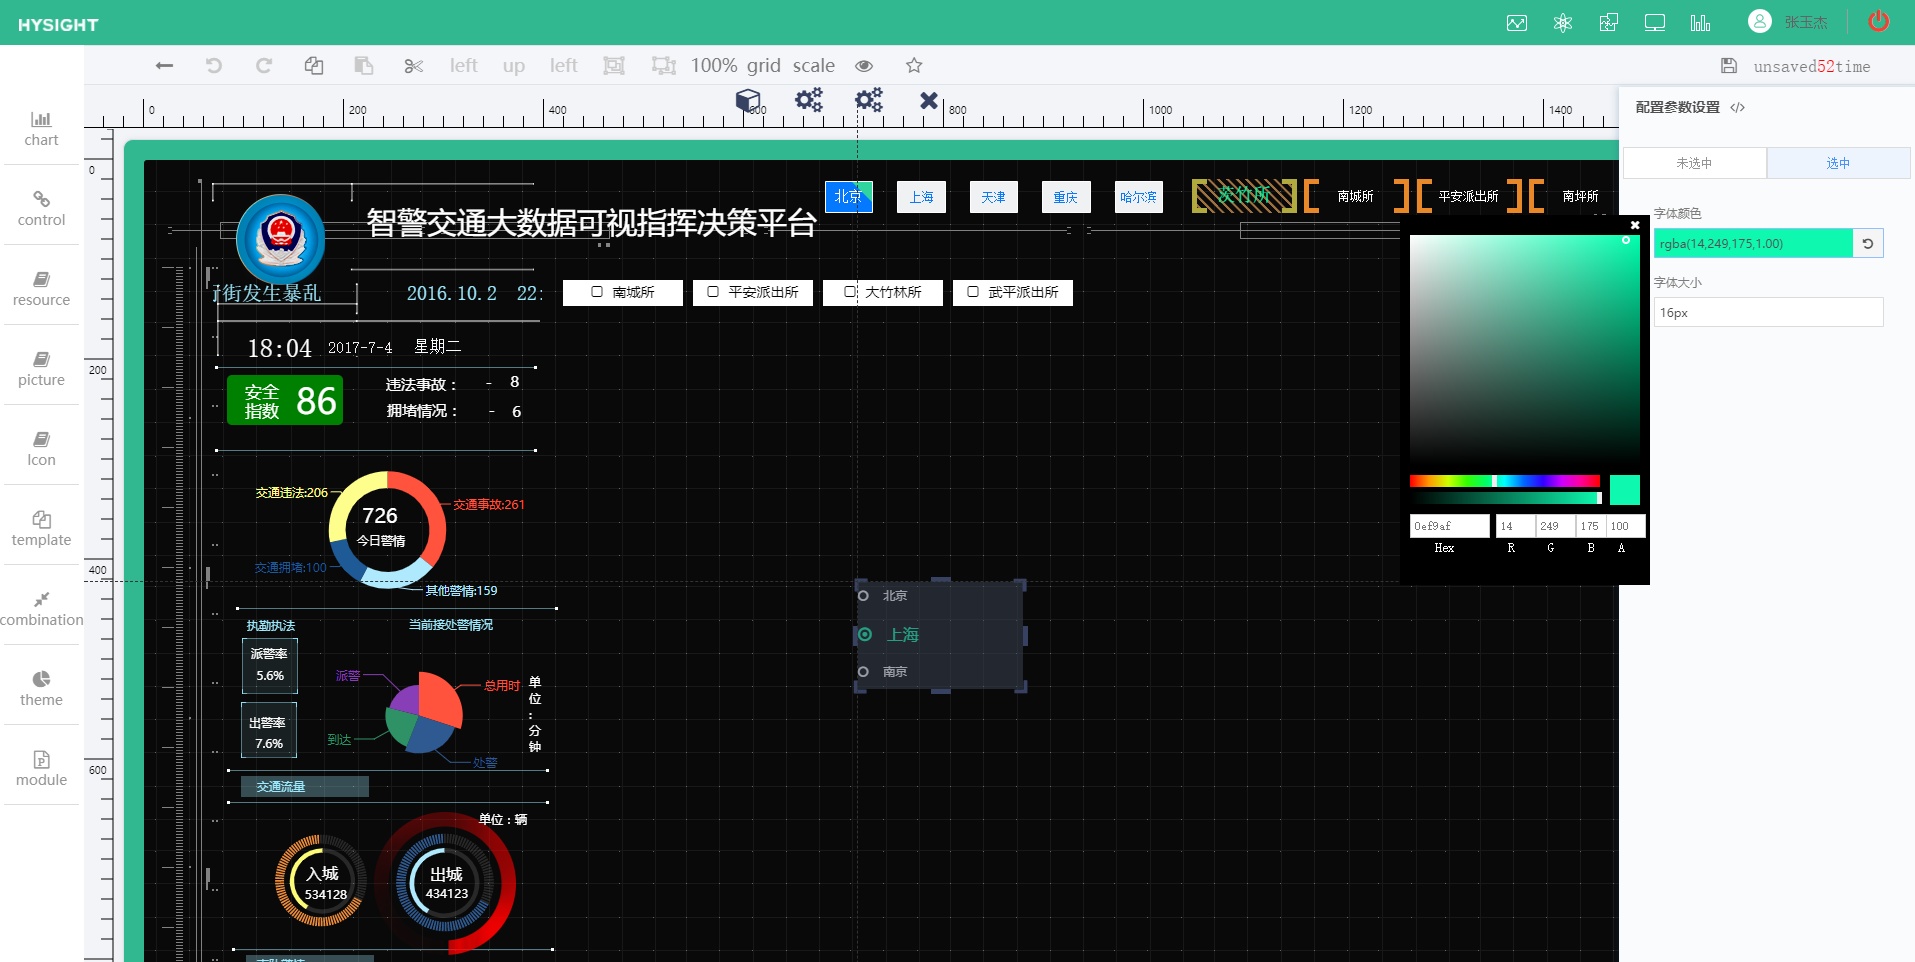 HYSIGHT
张玉杰
left
up
left
100%
grid
scale
unsaved52time
chart
control
resource
picture
Icon
template
combination
theme
module
0
200
400
600
800
1000
1200
1400
0
200
400
600
智警交通大数据可视指挥决策平台
北京
上海
天津
重庆
哈尔滨
茨竹所
南城所
平安派出所
南坪所
街发生暴乱
2016.10.2 22:
南城所
平安派出所
大竹林所
武平派出所
18:04
2017-7-4
星期二
安全
指数
86
违法事故 : - 8
拥堵情况 : - 6
交通违法:206
交通事故:261
726
今日警情
交通拥堵:100
其他警情:159
执勤执法
当前接处警情况
派警率
5.6%
出警率
7.6%
派警
总用时
到达
处警
单
位
:
分
钟
交通流量
单位 : 辆
入城
534128
出城
434123
北京
上海
南京
配置参数设置 </>
未选中
选中
字体颜色
rgba(14,249,175,1.00)
字体大小
16px
0ef9af
14
249
175
100
Hex
R
G
B
A